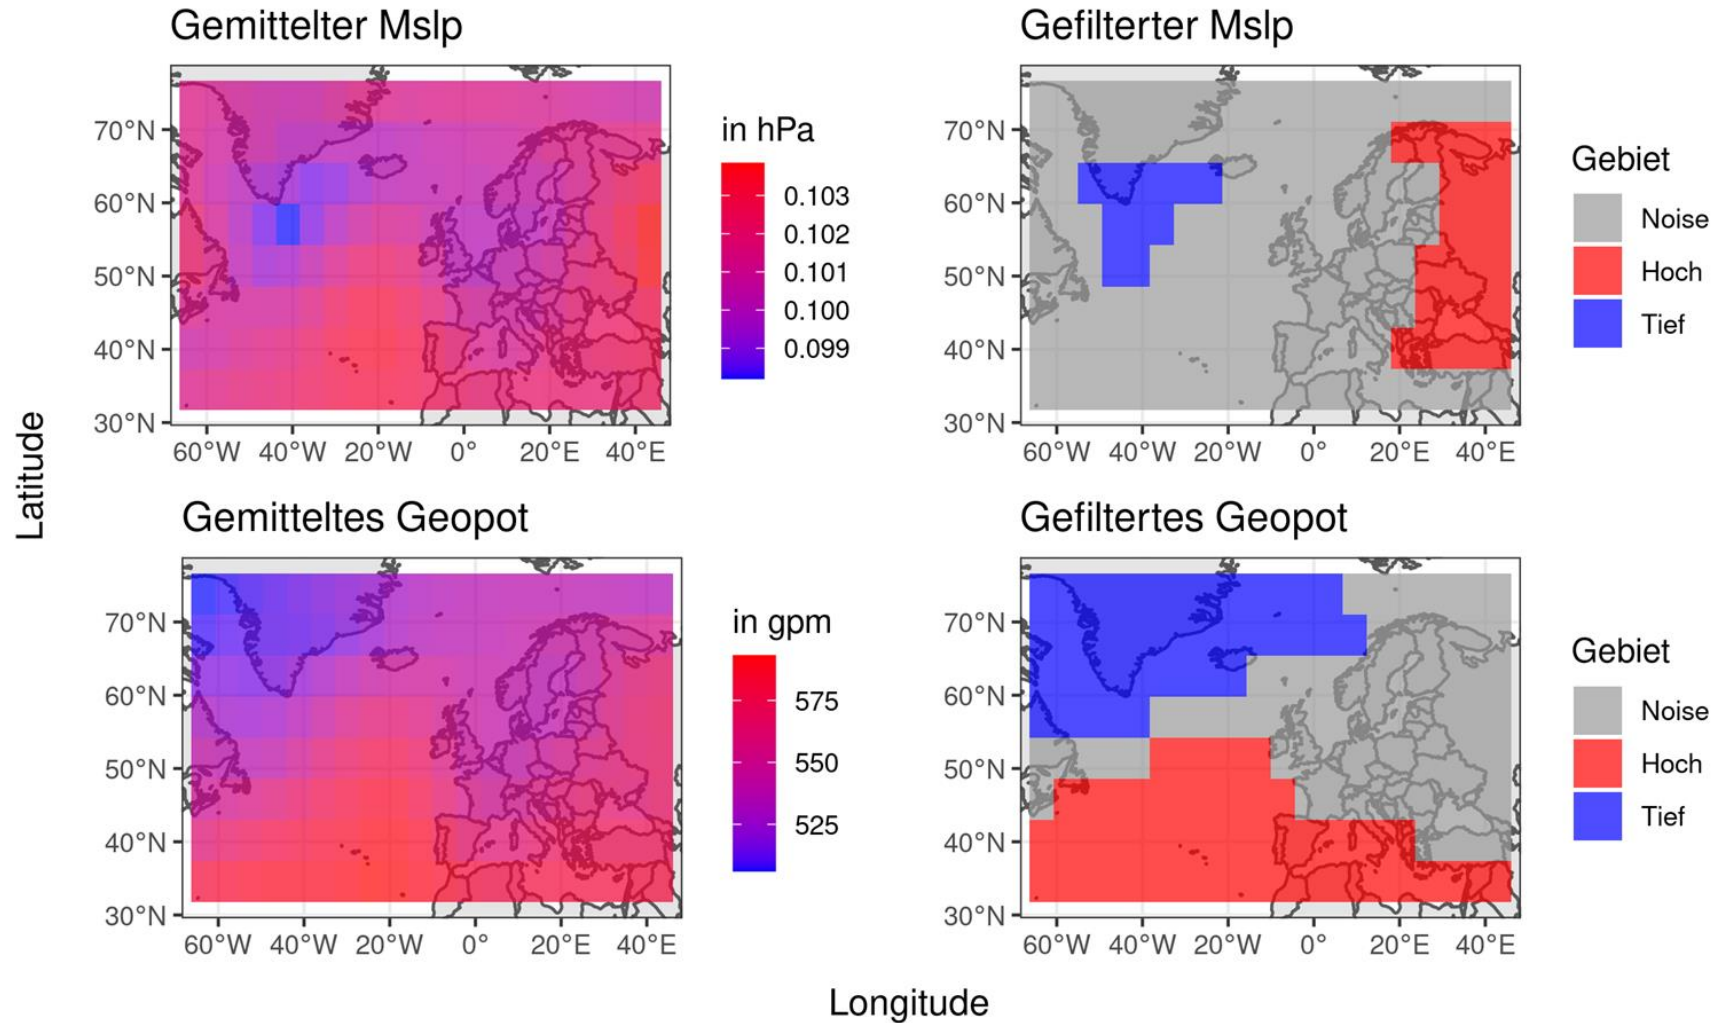 Gemittelter Mslp
70°N
60°N
50°N
40°N
30°N
60°W 40°W 20°W 0° 20°E 40°E
in hPa
0.103
0.102
0.101
0.100
0.099
Gefilterter Mslp
70°N
60°N
50°N
40°N
30°N
60°W 40°W 20°W 0° 20°E 40°E
Gebiet
Noise
Hoch
Tief
Latitude
Gemitteltes Geopot
70°N
60°N
50°N
40°N
30°N
60°W 40°W 20°W 0° 20°E 40°E
in gpm
575
550
525
Gefiltertes Geopot
70°N
60°N
50°N
40°N
30°N
60°W 40°W 20°W 0° 20°E 40°E
Gebiet
Noise
Hoch
Tief
Longitude